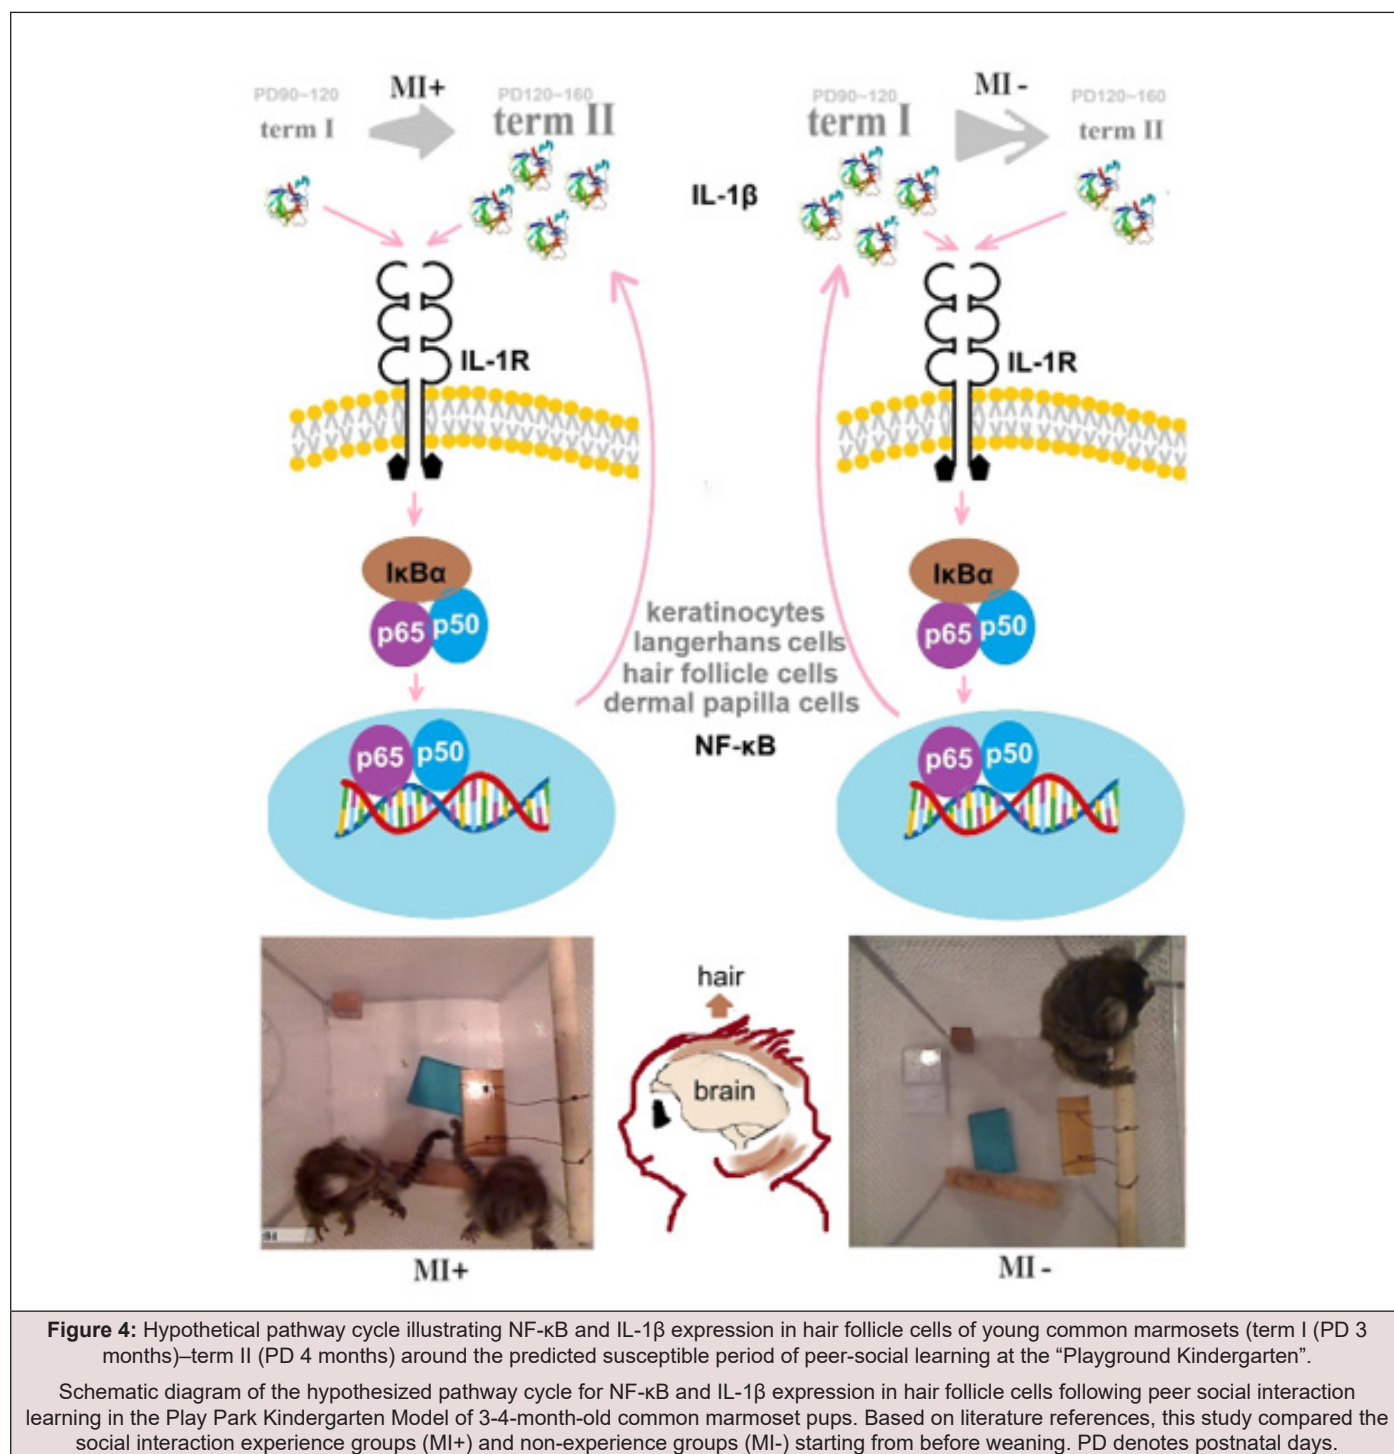 MI+
MI -
PD90~120
PD120~160
PD90~120
PD120~160
term I
term II
term I
term II
IL-1β
IL-1R
IL-1R
IκBα
IκBα
p65 p50
p65 p50
keratinocytes
langerhans cells
hair follicle cells
dermal papilla cells
NF-κB
p65 p50
p65 p50
hair
brain
MI+
MI -
Figure 4: Hypothetical pathway cycle illustrating NF-κB and IL-1β expression in hair follicle cells of young common marmosets (term I (PD 3
months)–term II (PD 4 months) around the predicted susceptible period of peer-social learning at the “Playground Kindergarten”.
Schematic diagram of the hypothesized pathway cycle for NF-κB and IL-1β expression in hair follicle cells following peer social interaction
learning in the Play Park Kindergarten Model of 3-4-month-old common marmoset pups. Based on literature references, this study compared the
social interaction experience groups (MI+) and non-experience groups (MI-) starting from before weaning. PD denotes postnatal days.